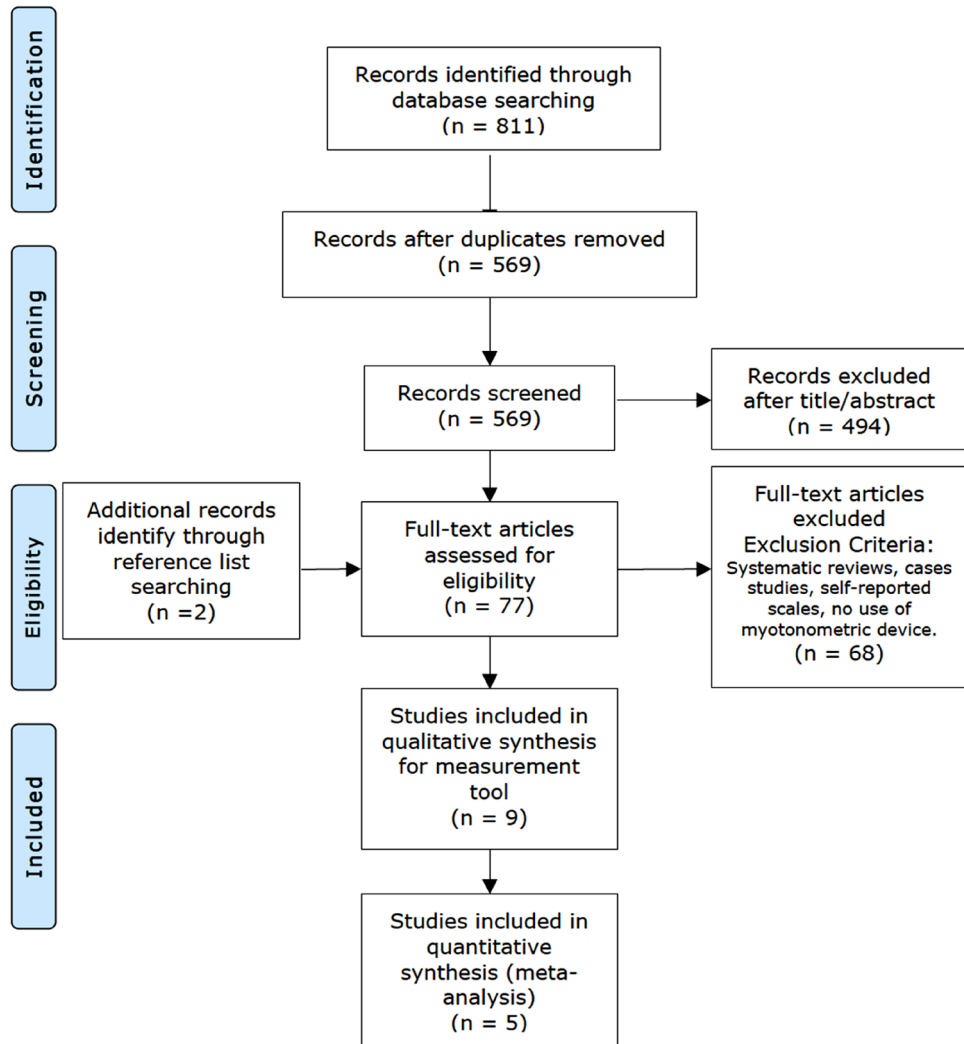 Identification
Records identified through
database searching
(n = 811)
Records after duplicates removed
(n = 569)
Screening
Records screened
(n = 569)
Records excluded
after title/abstract
(n = 494)
Eligibility
Additional records
identify through
reference list
searching
(n =2)
Full-text articles
assessed for
eligibility
(n = 77)
Full-text articles
excluded
Exclusion Criteria:
Systematic reviews, cases
studies, self-reported
scales, no use of
myotonometric device.
(n = 68)
Included
Studies included in
qualitative synthesis
for measurement
tool
(n = 9)
Studies included in
quantitative
synthesis (meta-
analysis)
(n = 5)